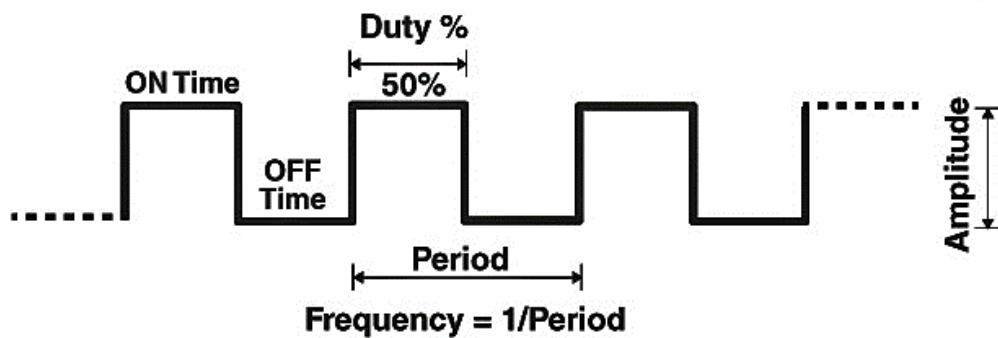 Duty %
ON Time
50%
OFF
Time
Amplitude
Period
Frequency = 1/Period